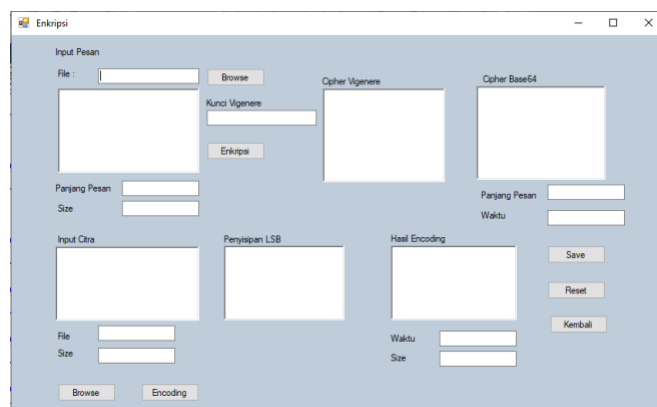 Enkripsi
Input Pesan
File :
Browse
Kunci Vigenere
Enkripsi
Cipher Vigenere
Cipher Base64
Panjang Pesan
Size
Panjang Pesan
Waktu
Input Citra
Penyisipan LSB
Hasil Encoding
Save
Reset
Kembali
File
Size
Waktu
Size
Browse
Encoding